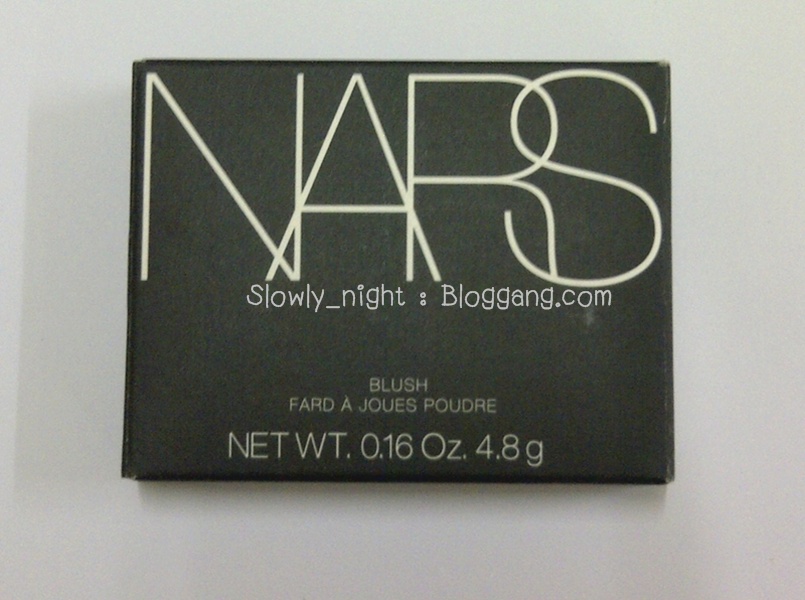 NARS
Slowly_night : Bloggang.com
BLUSH
FARD À JOUES POUDRE
NET WT. 0.16 Oz. 4.8 g